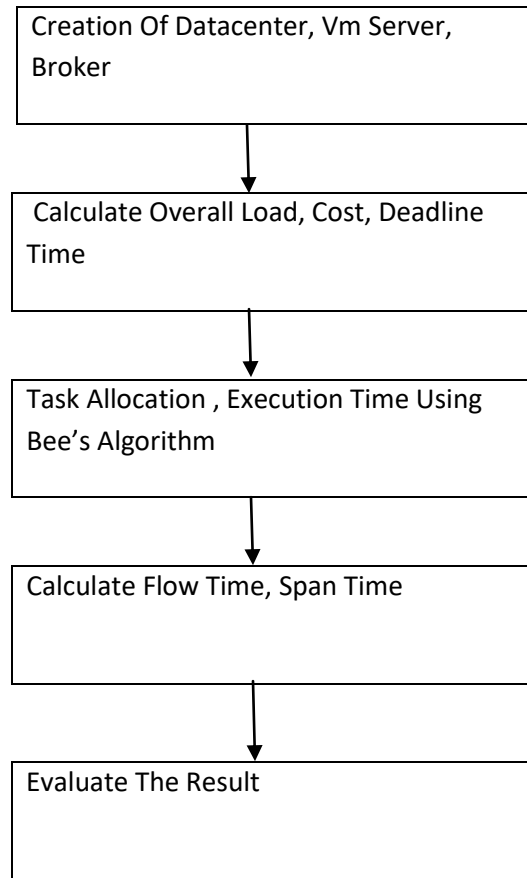 Creation Of Datacenter, Vm Server,
Broker
Calculate Overall Load, Cost, Deadline
Time
Task Allocation , Execution Time Using
Bee’s Algorithm
Calculate Flow Time, Span Time
Evaluate The Result